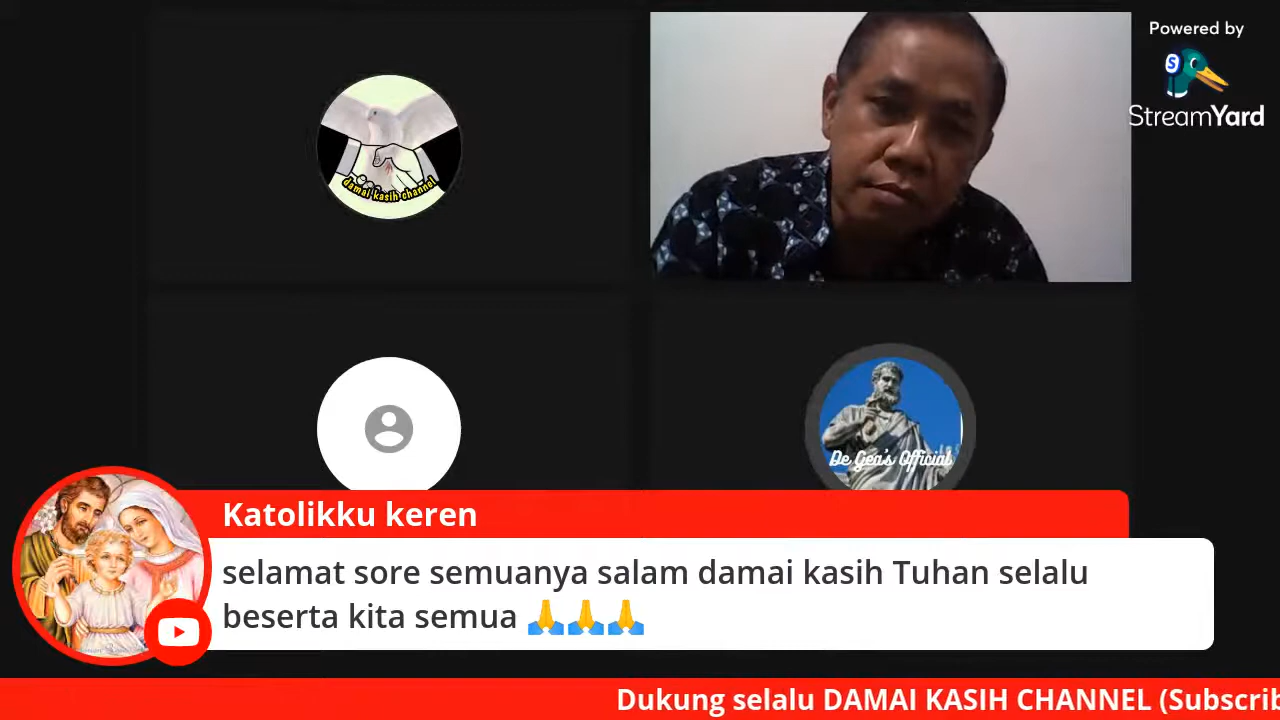 Powered by
StreamYard
damai kasih channel
De Gea's Official
Katolikku keren
selamat sore semuanya salam damai kasih Tuhan selalu
beserta kita semua 🙏🙏🙏
Dukung selalu DAMAI KASIH CHANNEL (Subscrib